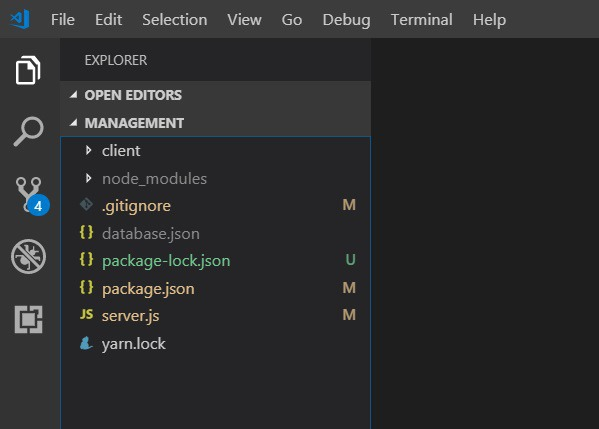 File Edit Selection View Go Debug Terminal Help
EXPLORER
OPEN EDITORS
MANAGEMENT
client
node_modules
.gitignore M
4
{} database.json
{} package-lock.json U
{} package.json M
JS server.js M
yarn.lock